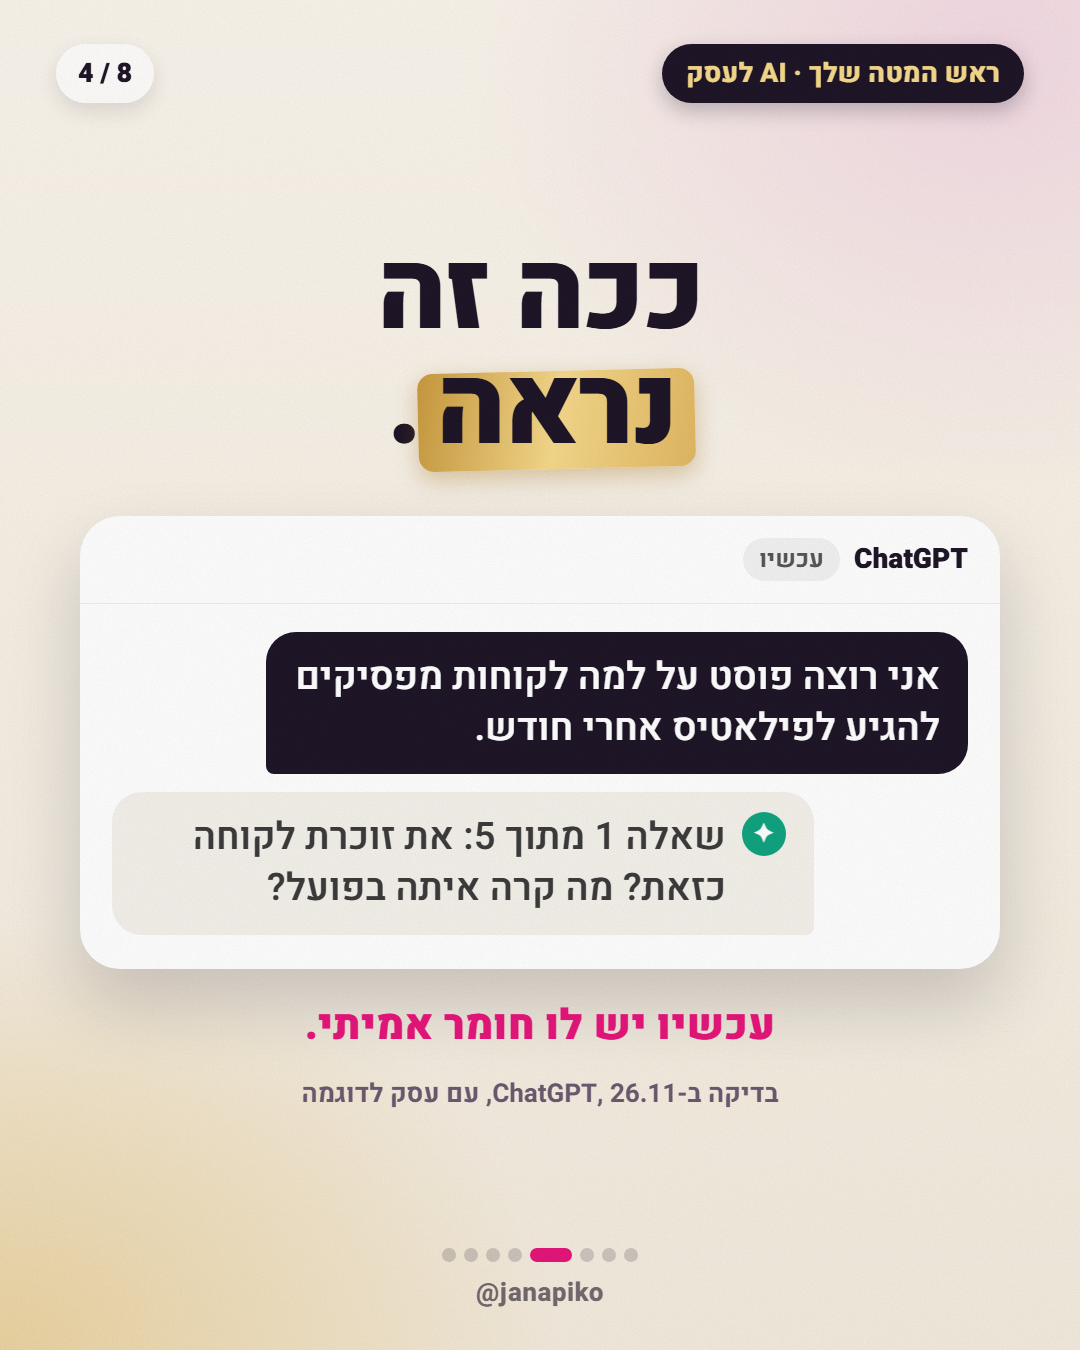 ראש המטה שלך · AI לעסק
4 / 8
ככה זה
נראה.
ChatGPT עכשיו
אני רוצה פוסט על למה לקוחות מפסיקים
להגיע לפילאטיס אחרי חודש.
שאלה 1 מתוך 5: את זוכרת לקוחה
כזאת? מה קרה איתה בפועל?
עכשיו יש לו חומר אמיתי.
בדיקה ב-ChatGPT, 26.11, עם עסק לדוגמה
@janapiko